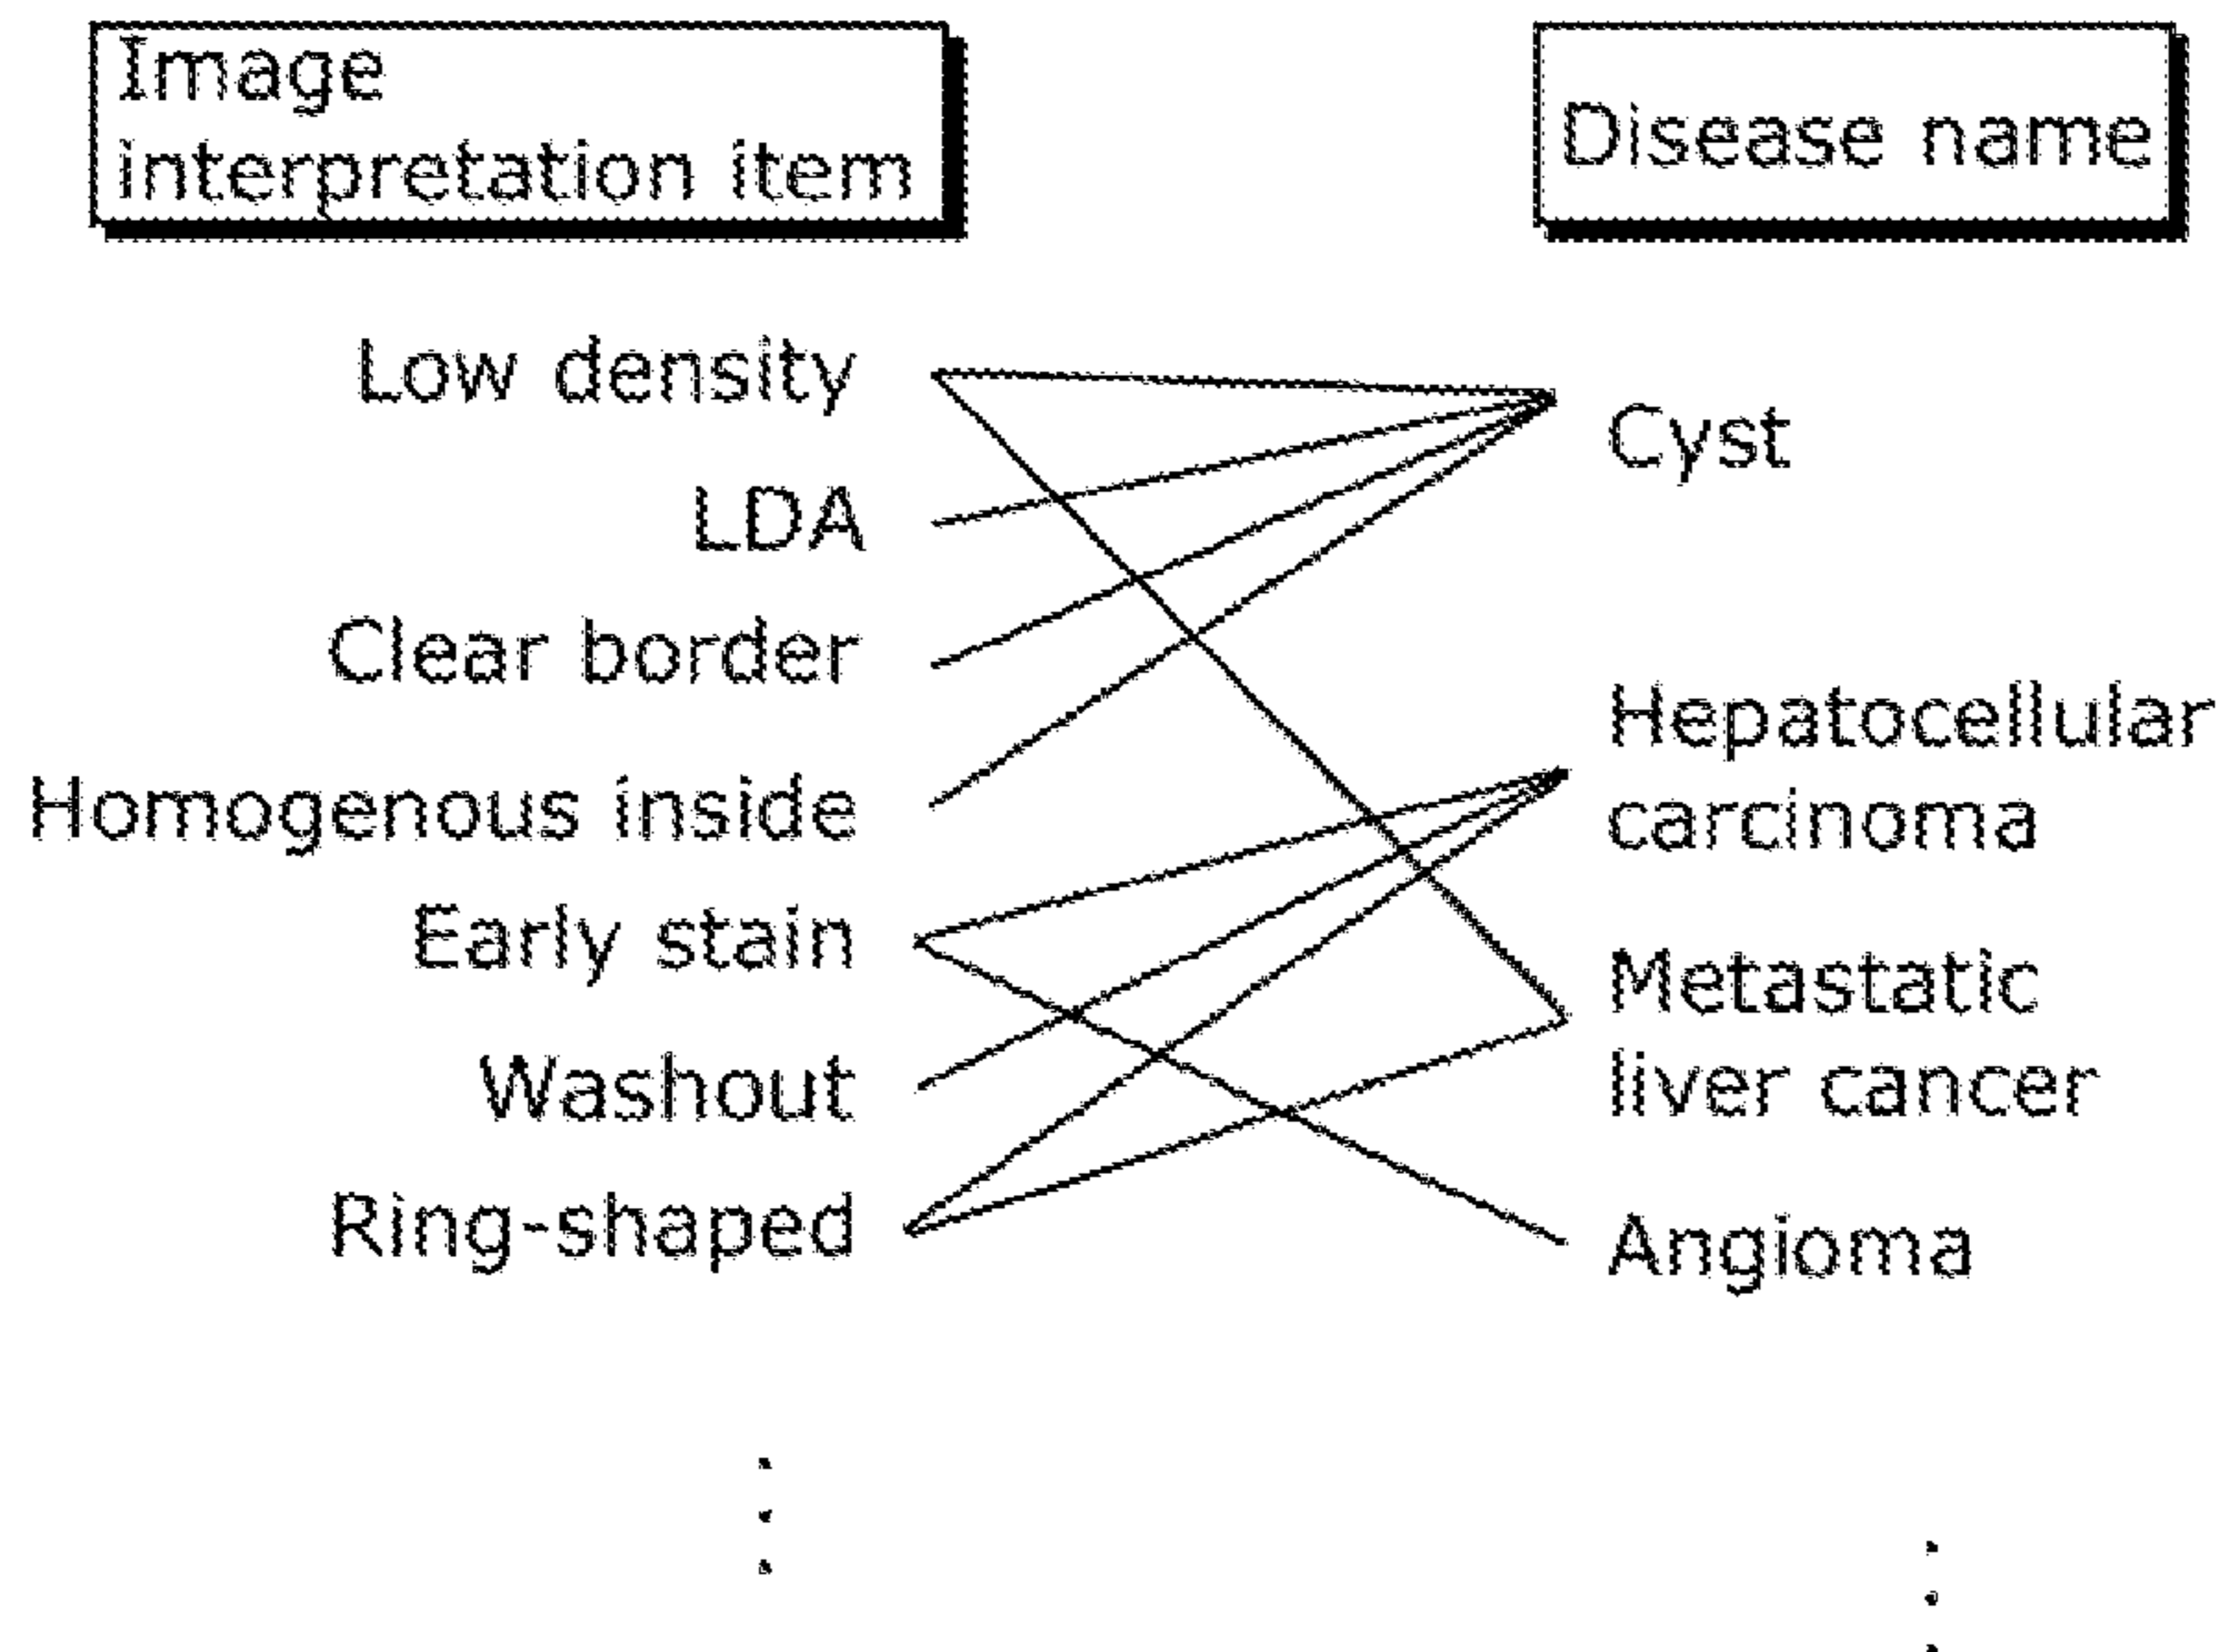 Image
interpretation item
Disease name
Low density
LDA
Clear border
Homogenous inside
Early stain
Washout
Ring-shaped
Cyst
Hepatocellular
carcinoma
Metastatic
liver cancer
Angioma